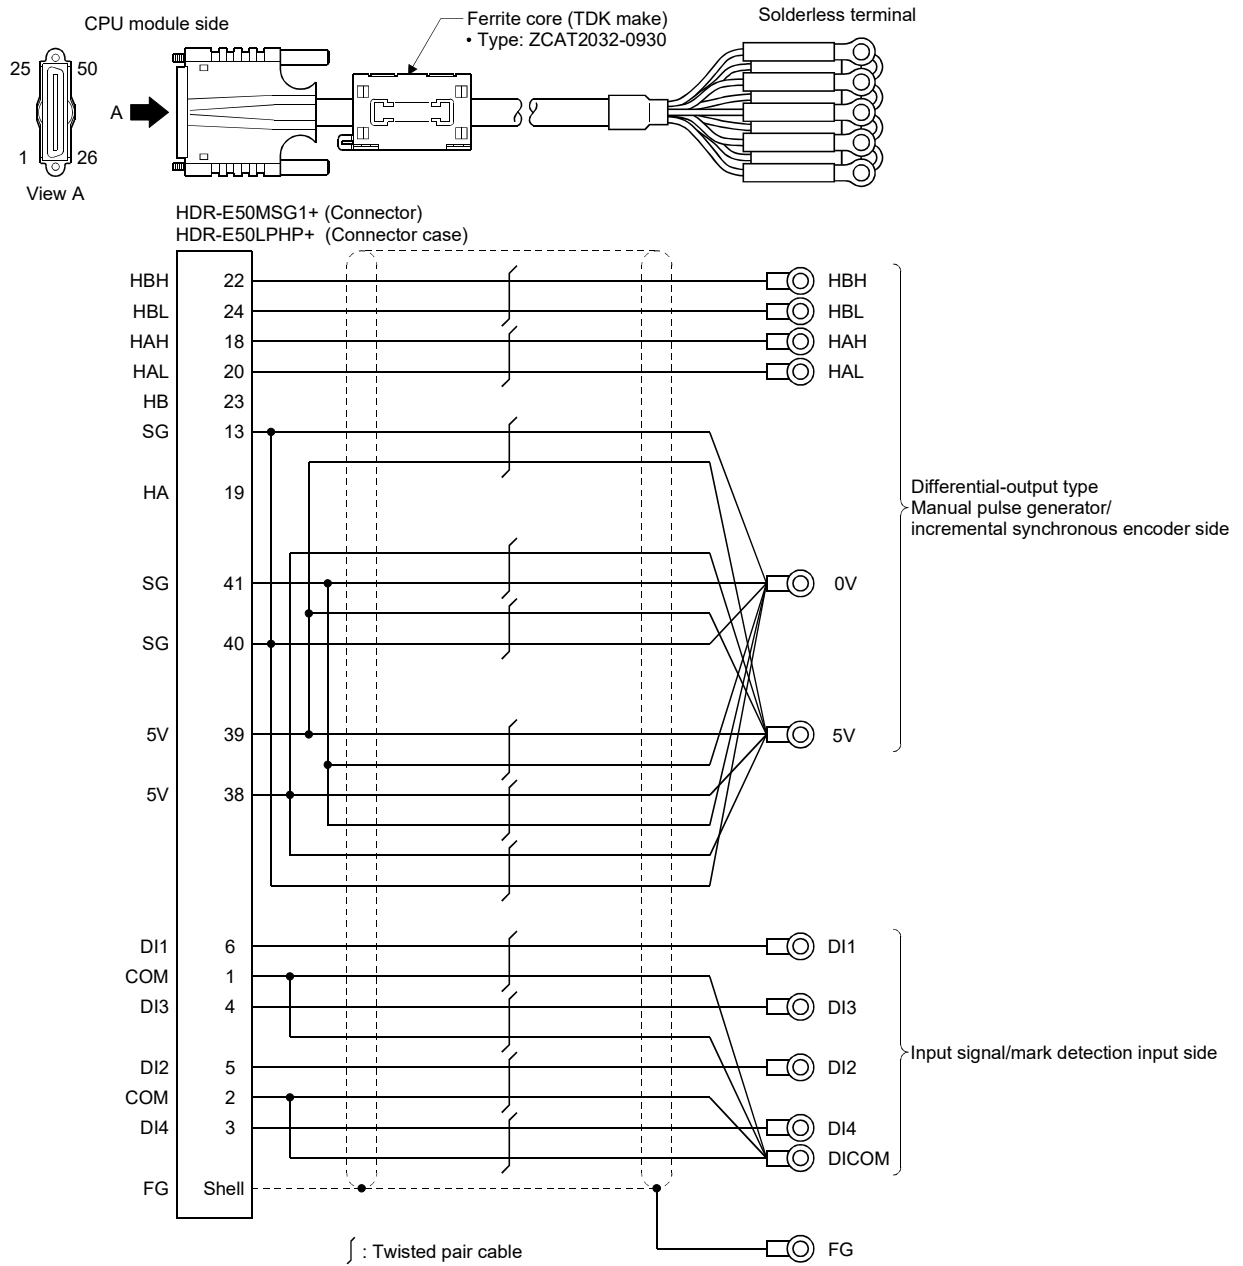 CPU module side
Ferrite core (TDK make)
• Type: ZCAT2032-0930
Solderless terminal
25 50
A
1 26
View A
HDR-E50MSG1+ (Connector)
HDR-E50LPHP+ (Connector case)
HBH 22 HBH
HBL 24 HBL
HAH 18 HAH
HAL 20 HAL
HB 23
SG 13
HA 19
Differential-output type
Manual pulse generator/
incremental synchronous encoder side
SG 41 0V
SG 40
5V 39 5V
5V 38
DI1 6 DI1
COM 1
DI3 4 DI3
Input signal/mark detection input side
DI2 5 DI2
COM 2
DI4 3 DI4
DICOM
FG Shell
: Twisted pair cable
FG